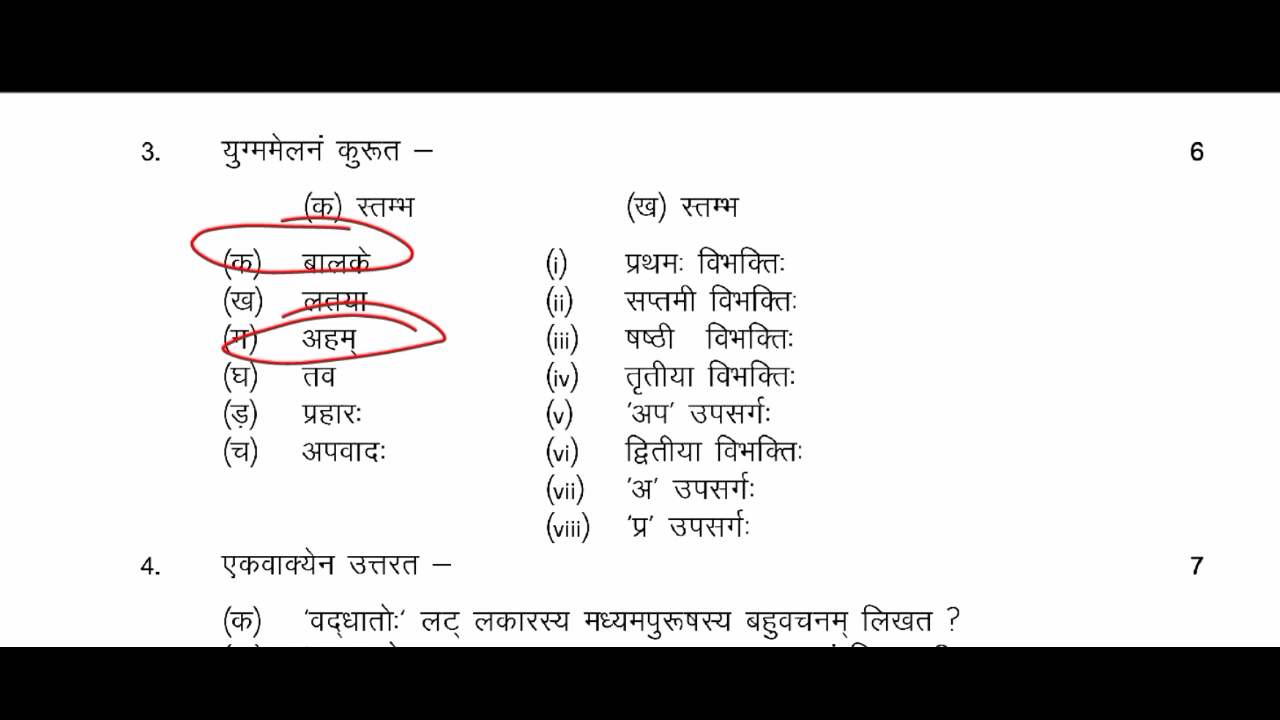 3. युग्ममेलनं कुरूत – 6
(क) स्तम्भ (ख) स्तम्भ
(क) बालके (i) प्रथमः विभक्तिः
(ख) लतया (ii) सप्तमी विभक्तिः
(ग) अहम् (iii) षष्ठी विभक्तिः
(घ) तव (iv) तृतीया विभक्तिः
(ड़) प्रहारः (v) 'अप' उपसर्गः
(च) अपवादः (vi) द्वितीया विभक्तिः
(vii) 'अ' उपसर्गः
(viii) 'प्र' उपसर्गः
4. एकवाक्येन उत्तरत – 7
(क) 'वद्धातोः' लट् लकारस्य मध्यमपुरूषस्य बहुवचनम् लिखत ?